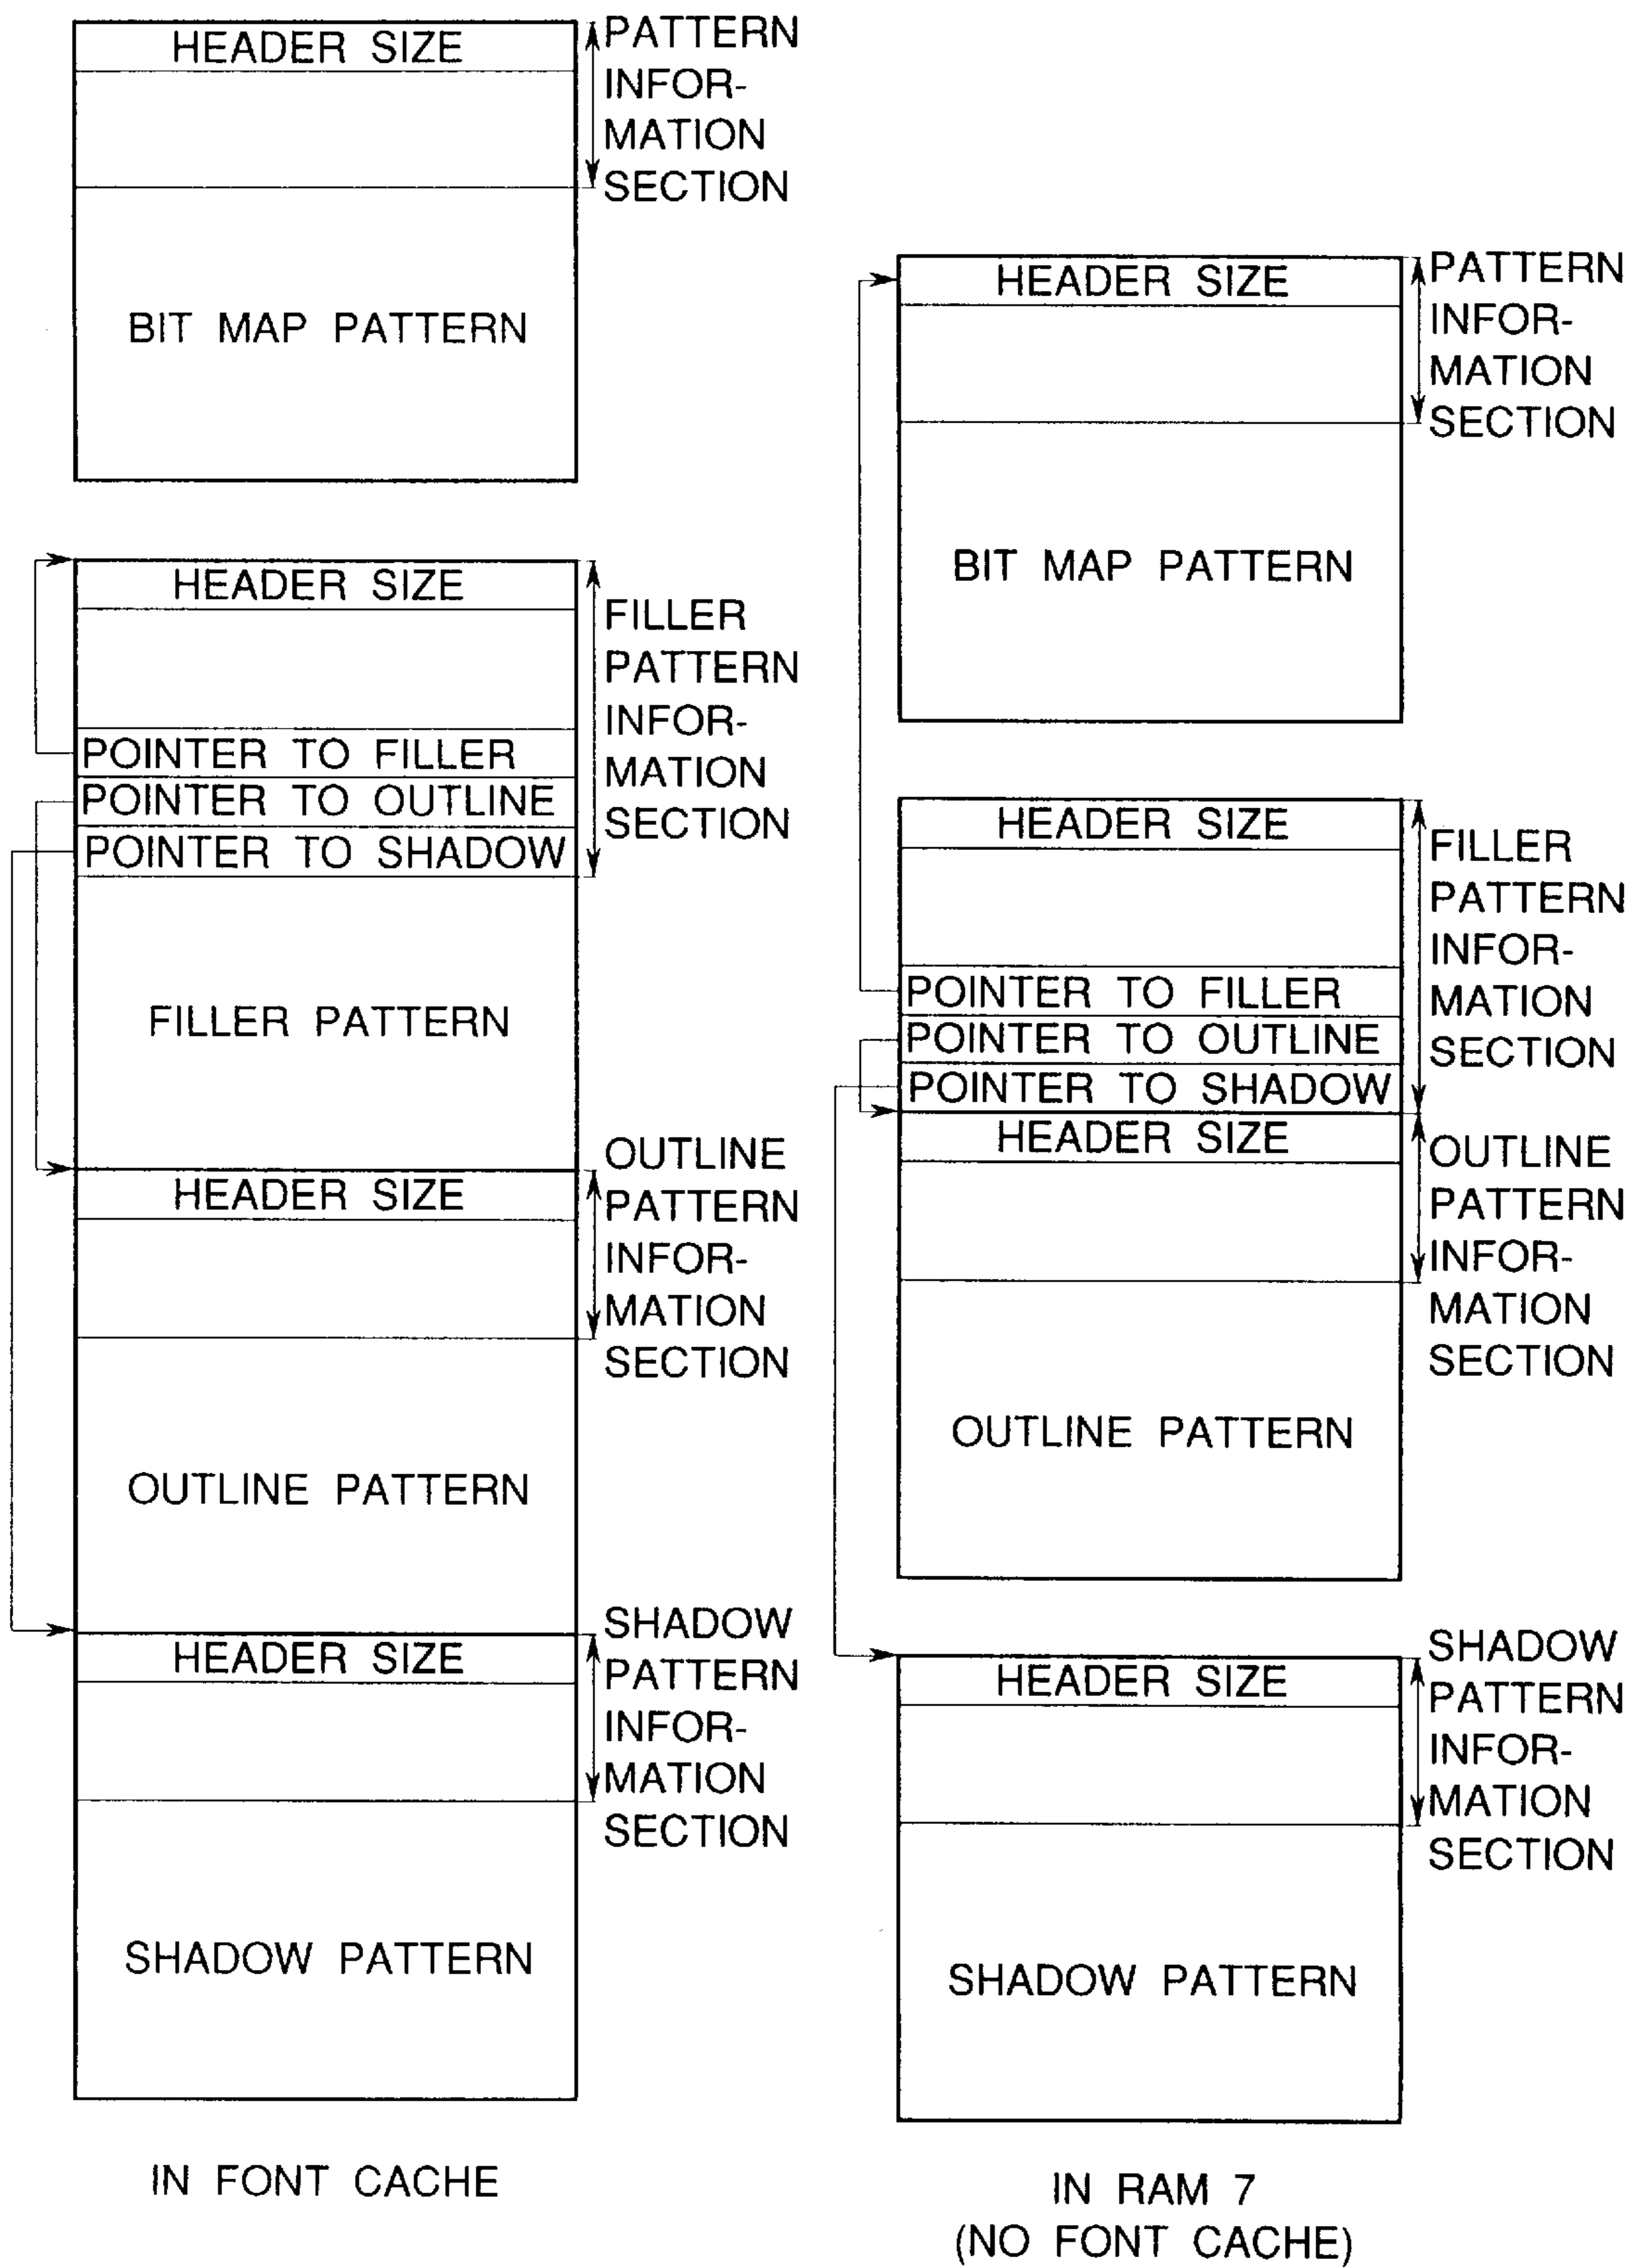 HEADER SIZE
PATTERN
INFOR-
MATION
SECTION
BIT MAP PATTERN
HEADER SIZE
FILLER
PATTERN
INFOR-
MATION
SECTION
POINTER TO FILLER
POINTER TO OUTLINE
POINTER TO SHADOW
FILLER PATTERN
OUTLINE
PATTERN
INFOR-
MATION
SECTION
HEADER SIZE
OUTLINE PATTERN
SHADOW
PATTERN
INFOR-
MATION
SECTION
HEADER SIZE
SHADOW PATTERN
IN FONT CACHE
HEADER SIZE
PATTERN
INFOR-
MATION
SECTION
BIT MAP PATTERN
HEADER SIZE
FILLER
PATTERN
INFOR-
MATION
SECTION
POINTER TO FILLER
POINTER TO OUTLINE
POINTER TO SHADOW
HEADER SIZE
OUTLINE
PATTERN
INFOR-
MATION
SECTION
OUTLINE PATTERN
SHADOW
PATTERN
INFOR-
MATION
SECTION
HEADER SIZE
SHADOW PATTERN
IN RAM 7
(NO FONT CACHE)